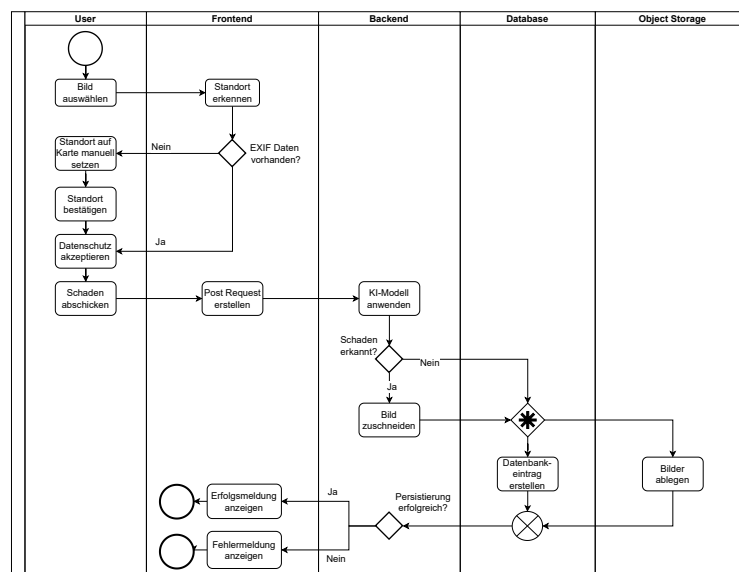 User
Frontend
Backend
Database
Object Storage
Bild
auswählen
Standort
erkennen
EXIF Daten
vorhanden?
Nein
Standort auf
Karte manuell
setzen
Standort
bestätigen
Ja
Datenschutz
akzeptieren
Schaden
abschicken
Post Request
erstellen
KI-Modell
anwenden
Schaden
erkannt?
Nein
Ja
Bild
zuschneiden
Datenbank-
eintrag
erstellen
Bilder
ablegen
Persistierung
erfolgreich?
Ja
Erfolgsmeldung
anzeigen
Fehlermeldung
anzeigen
Nein